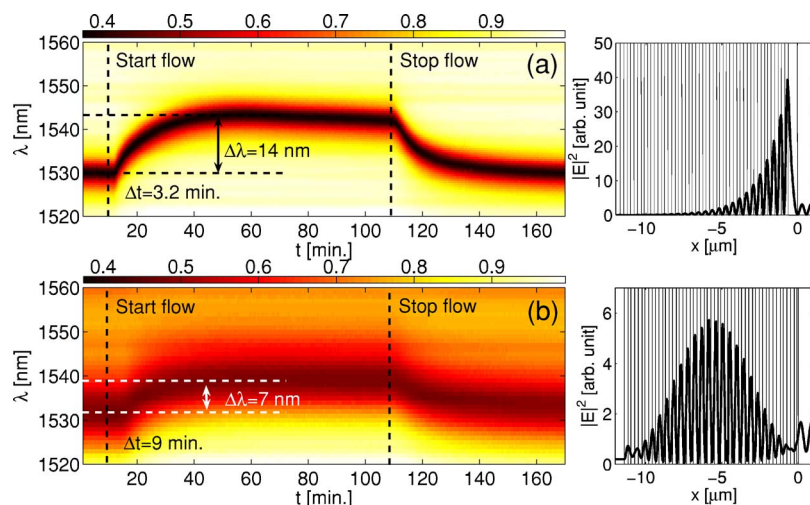 0.4 0.5 0.6 0.7 0.8 0.9
1560
1550
1540
1530
1520
λ [nm]
Start flow
Stop flow
(a)
Δλ=14 nm
Δt=3.2 min.
20 40 60 80 100 120 140 160
t [min.]
50
40
30
20
10
0
|E|² [arb. unit]
−10 −5 0
x [μm]
0.4 0.5 0.6 0.7 0.8 0.9
1560
1550
1540
1530
1520
λ [nm]
Start flow
Stop flow
(b)
Δλ=7 nm
Δt=9 min.
20 40 60 80 100 120 140 160
t [min.]
6
4
2
0
|E|² [arb. unit]
−10 −5 0
x [μm]